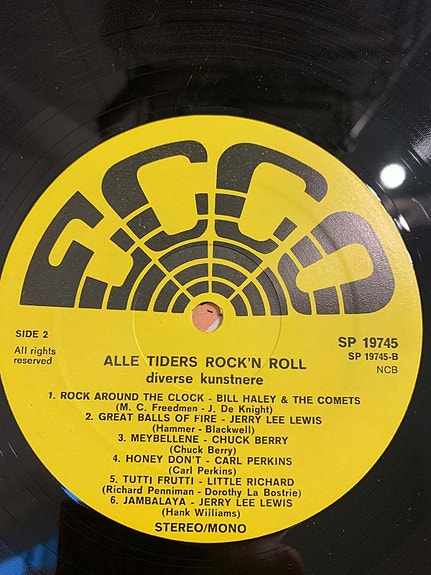 ECCO
SP 19745
SIDE 2
SP 19745-B
All rights
reserved
NCB
ALLE TIDERS ROCK'N ROLL
diverse kunstnere
1. ROCK AROUND THE CLOCK - BILL HALEY & THE COMETS
(M. C. Freedmen - J. De Knight)
2. GREAT BALLS OF FIRE - JERRY LEE LEWIS
(Hammer - Blackwell)
3. MEYBELLENE - CHUCK BERRY
(Chuck Berry)
4. HONEY DON'T - CARL PERKINS
(Carl Perkins)
5. TUTTI FRUTTI - LITTLE RICHARD
(Richard Penniman - Dorothy La Bostrie)
6. JAMBALAYA - JERRY LEE LEWIS
(Hank Williams)
STEREO/MONO